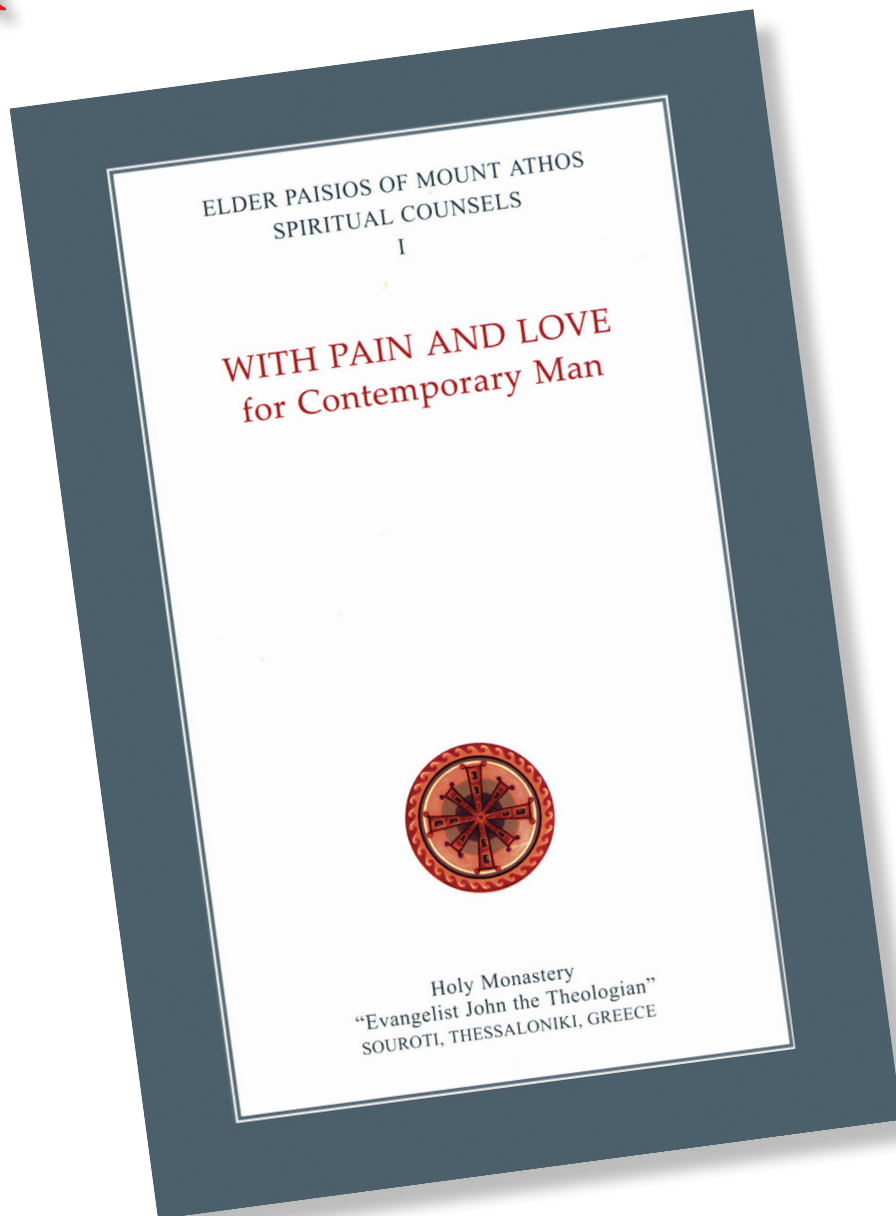 ELDER PAISIOS OF MOUNT ATHOS
SPIRITUAL COUNSELS
I
WITH PAIN AND LOVE
for Contemporary Man
Holy Monastery
“Evangelist John the Theologian”
SOUROTI, THESSALONIKI, GREECE